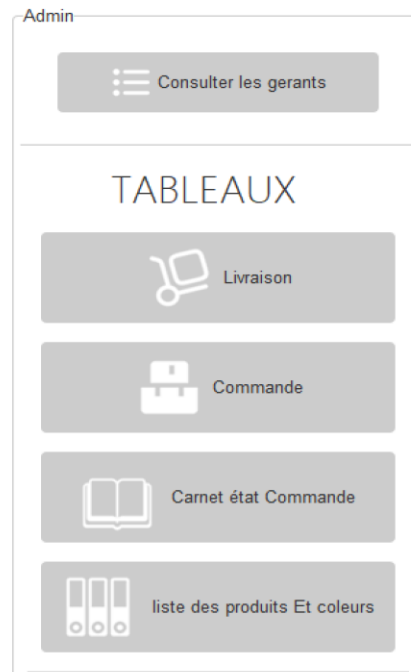 Admin
Consulter les gerants
TABLEAUX
Livraison
Commande
Carnet état Commande
liste des produits Et coleurs